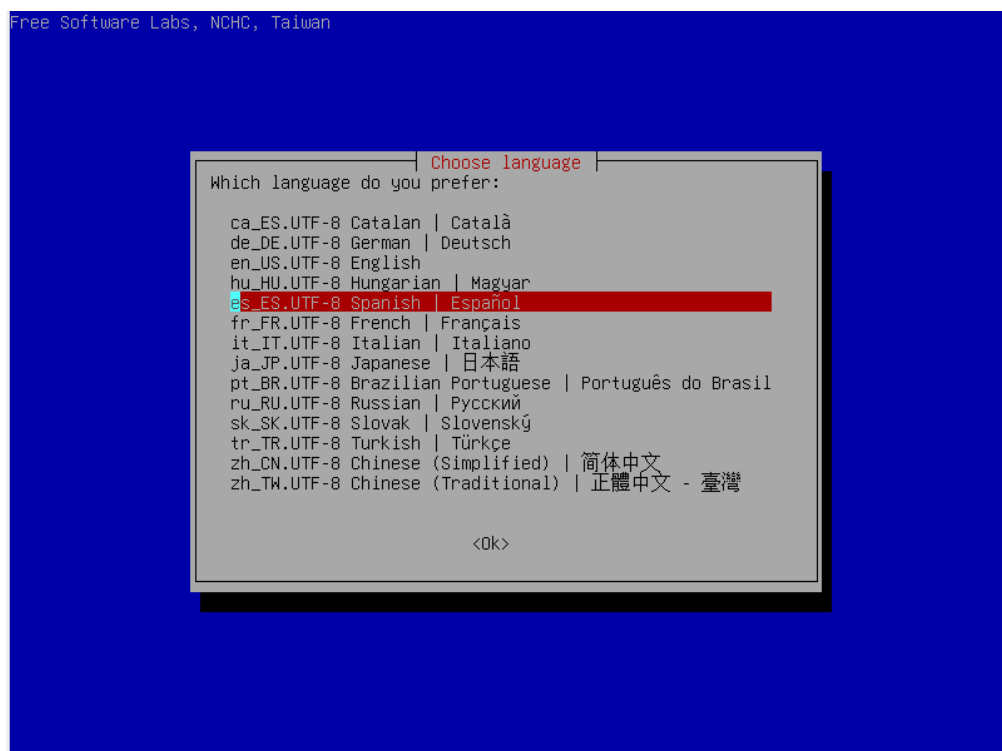 Free Software Labs, NCHC, Taiwan
Choose language
Which language do you prefer:
ca_ES.UTF-8 Catalan | Català
de_DE.UTF-8 German | Deutsch
en_US.UTF-8 English
hu_HU.UTF-8 Hungarian | Magyar
es_ES.UTF-8 Spanish | Español
fr_FR.UTF-8 French | Français
it_IT.UTF-8 Italian | Italiano
ja_JP.UTF-8 Japanese | 日本語
pt_BR.UTF-8 Brazilian Portuguese | Português do Brasil
ru_RU.UTF-8 Russian | Русский
sk_SK.UTF-8 Slovak | Slovenský
tr_TR.UTF-8 Turkish | Türkçe
zh_CN.UTF-8 Chinese (Simplified) | 简体中文
zh_TW.UTF-8 Chinese (Traditional) | 正體中文 - 臺灣
<Ok>